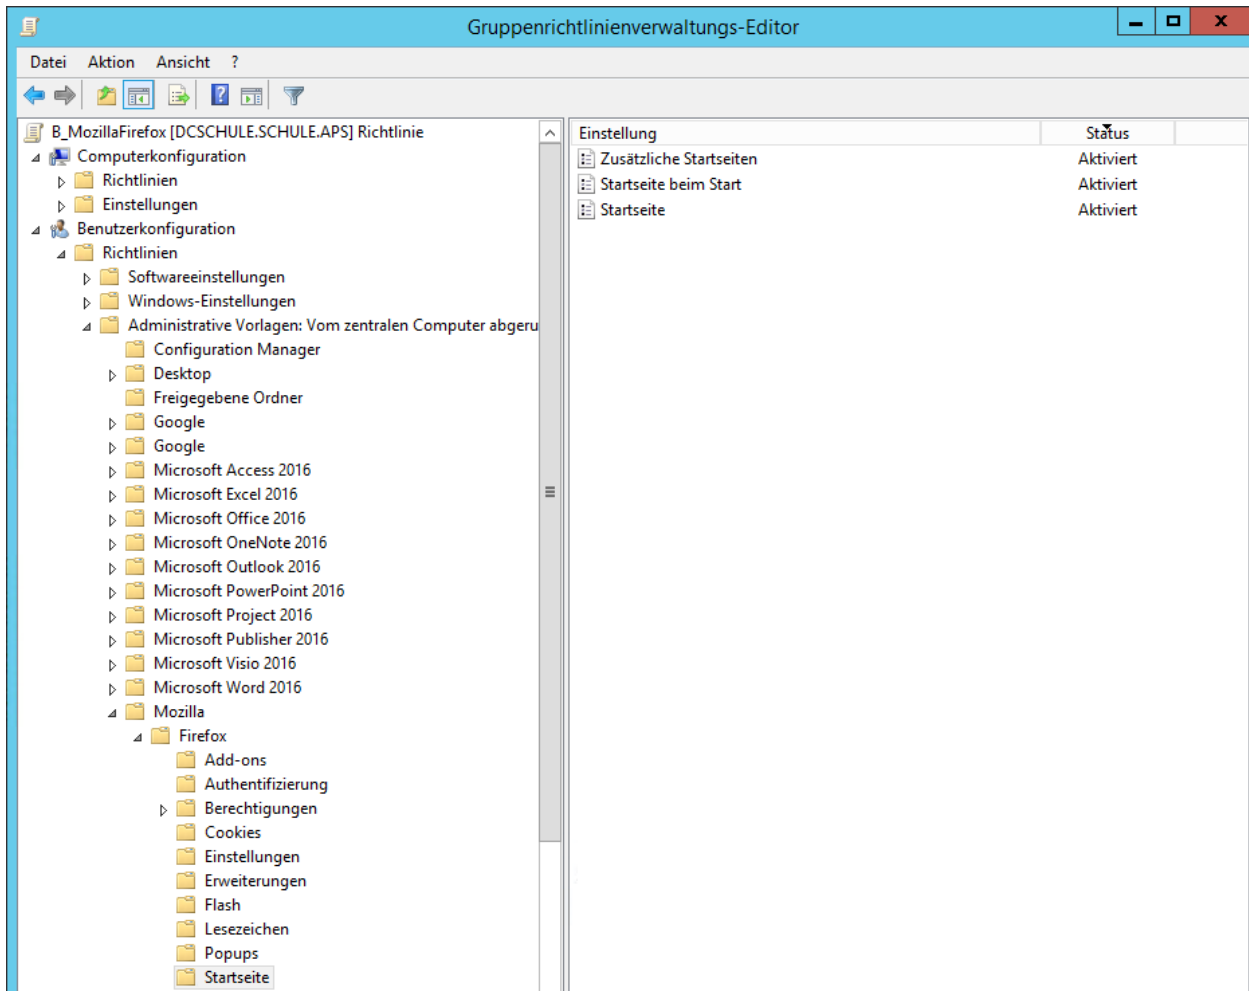 Gruppenrichtlinienverwaltungs-Editor
Datei Aktion Ansicht ?
B_MozillaFirefox [DCSCHULE.SCHULE.APS] Richtlinie
Computerkonfiguration
Richtlinien
Einstellungen
Benutzerkonfiguration
Richtlinien
Softwareeinstellungen
Windows-Einstellungen
Administrative Vorlagen: Vom zentralen Computer abgeru
Configuration Manager
Desktop
Freigegebene Ordner
Google
Google
Microsoft Access 2016
Microsoft Excel 2016
Microsoft Office 2016
Microsoft OneNote 2016
Microsoft Outlook 2016
Microsoft PowerPoint 2016
Microsoft Project 2016
Microsoft Publisher 2016
Microsoft Visio 2016
Microsoft Word 2016
Mozilla
Firefox
Add-ons
Authentifizierung
Berechtigungen
Cookies
Einstellungen
Erweiterungen
Flash
Lesezeichen
Popups
Startseite
Einstellung Status
Zusätzliche Startseiten Aktiviert
Startseite beim Start Aktiviert
Startseite Aktiviert